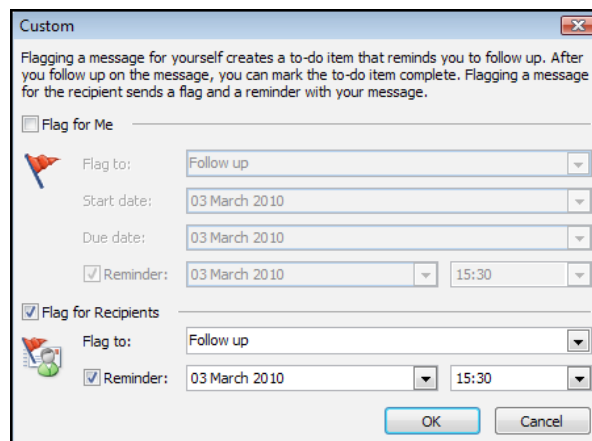 Custom
Flagging a message for yourself creates a to-do item that reminds you to follow up. After
you follow up on the message, you can mark the to-do item complete. Flagging a message
for the recipient sends a flag and a reminder with your message.
Flag for Me
Flag to: Follow up
Start date: 03 March 2010
Due date: 03 March 2010
Reminder: 03 March 2010 15:30
Flag for Recipients
Flag to: Follow up
Reminder: 03 March 2010 15:30
OK Cancel